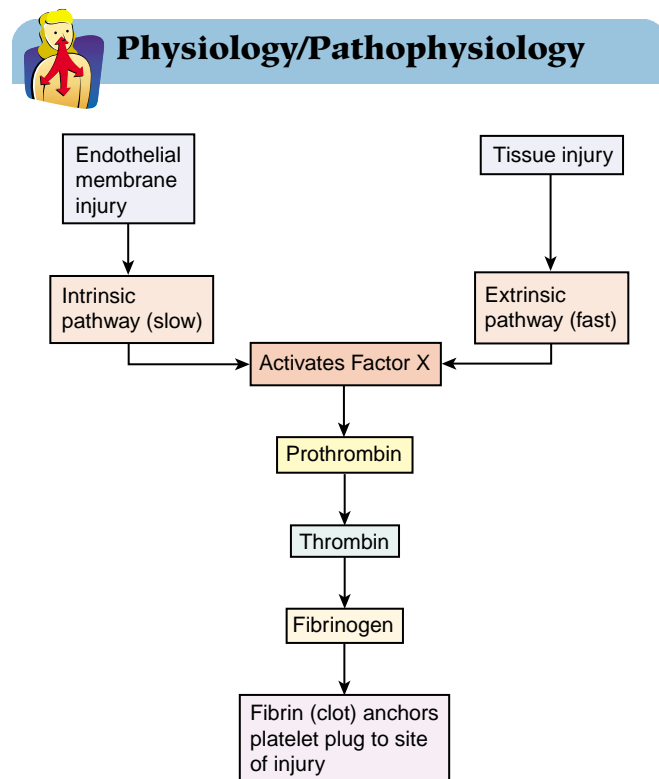 Physiology/Pathophysiology
Endothelial
membrane
injury
Tissue injury
Intrinsic
pathway (slow)
Extrinsic
pathway (fast)
Activates Factor X
Prothrombin
Thrombin
Fibrinogen
Fibrin (clot) anchors
platelet plug to site
of injury